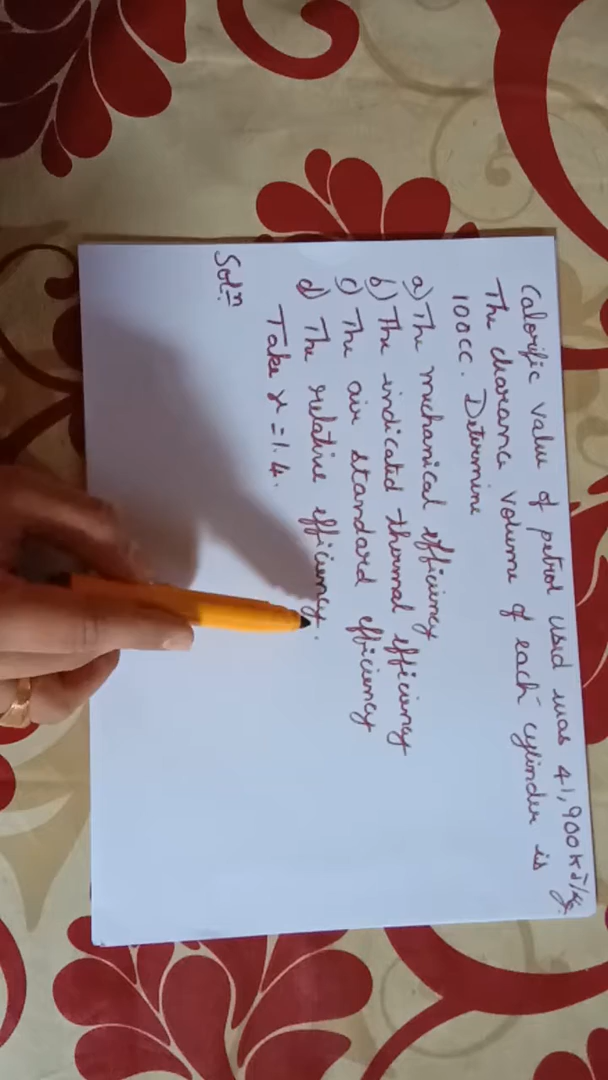 Calorific value of petrol used was 41,900 kJ/kg.
The clearance volume of each cylinder is
100cc. Determine
a) The mechanical efficiency
b) The indicated thermal efficiency
c) The air standard efficiency
d) The relative efficiency.
Take γ = 1.4.
Solⁿ: